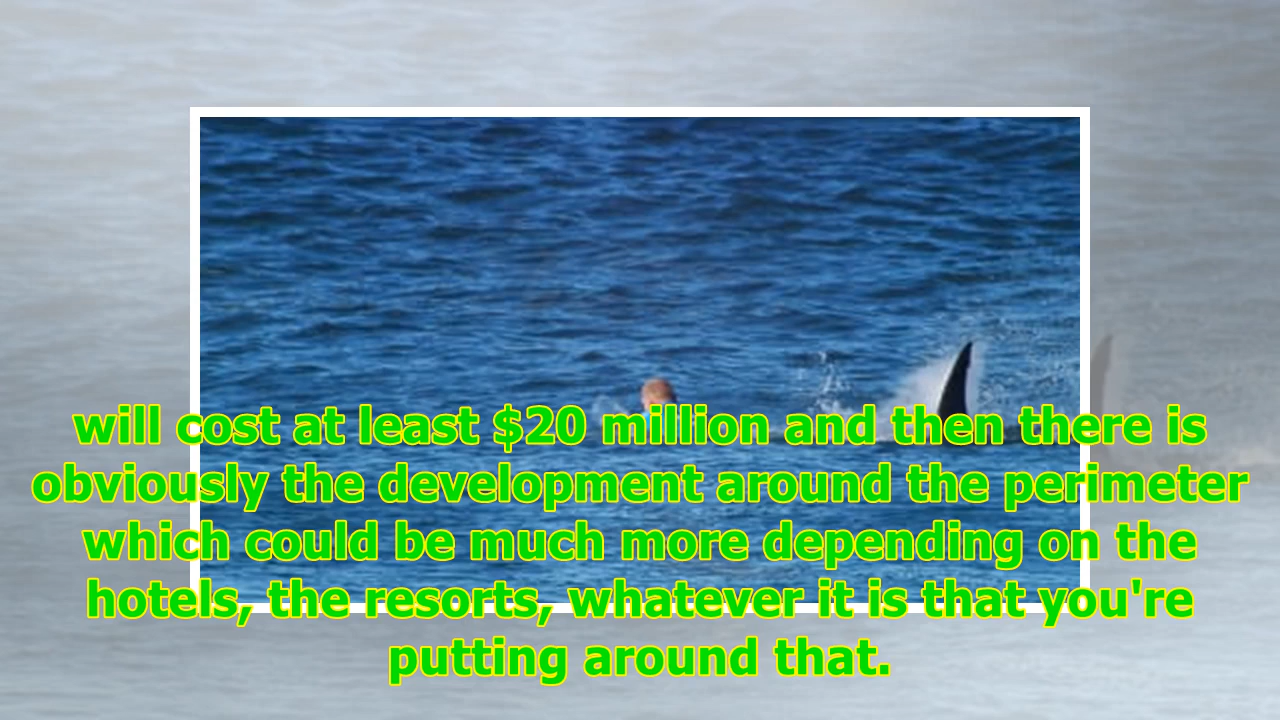 will cost at least $20 million and then there is
obviously the development around the perimeter
which could be much more depending on the
hotels, the resorts, whatever it is that you're
putting around that.